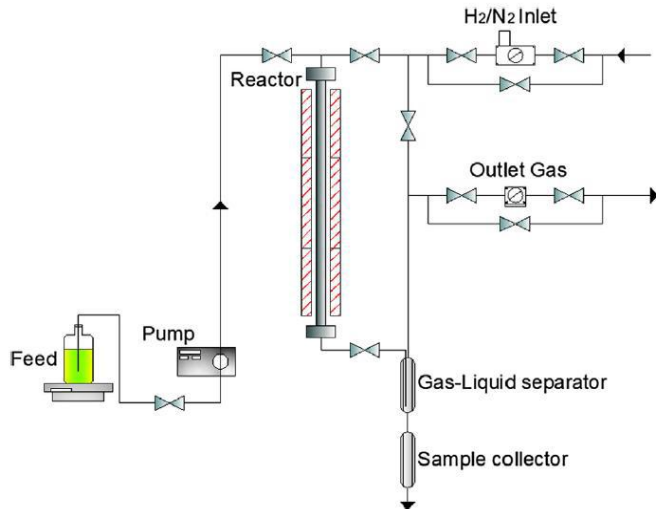 H₂/N₂ Inlet
Reactor
Outlet Gas
Pump
Feed
Gas-Liquid separator
Sample collector